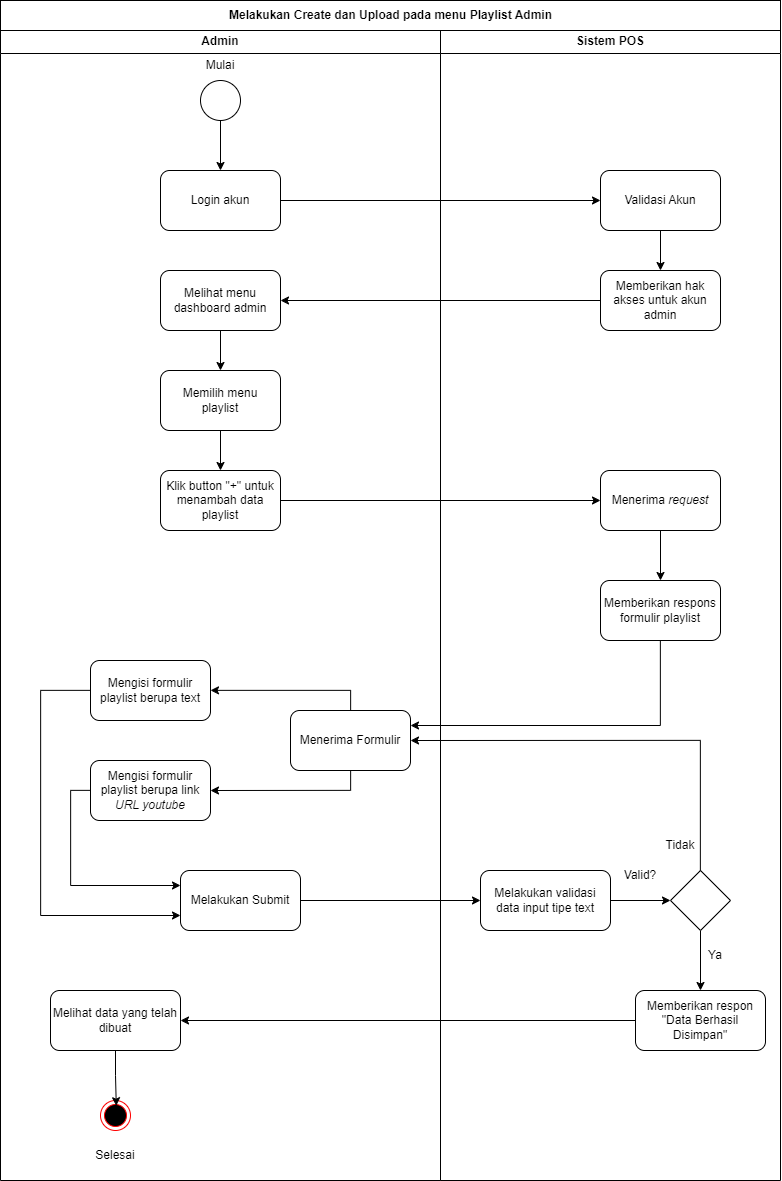 Melakukan Create dan Upload pada menu Playlist Admin
Admin
Sistem POS
Mulai
Login akun
Validasi Akun
Melihat menu
dashboard admin
Memberikan hak
akses untuk akun
admin
Memilih menu
playlist
Klik button "+" untuk
menambah data
playlist
Menerima request
Memberikan respons
formulir playlist
Mengisi formulir
playlist berupa text
Menerima Formulir
Mengisi formulir
playlist berupa link
URL youtube
Tidak
Valid?
Melakukan Submit
Melakukan validasi
data input tipe text
Ya
Melihat data yang telah
dibuat
Memberikan respon
"Data Berhasil
Disimpan"
Selesai